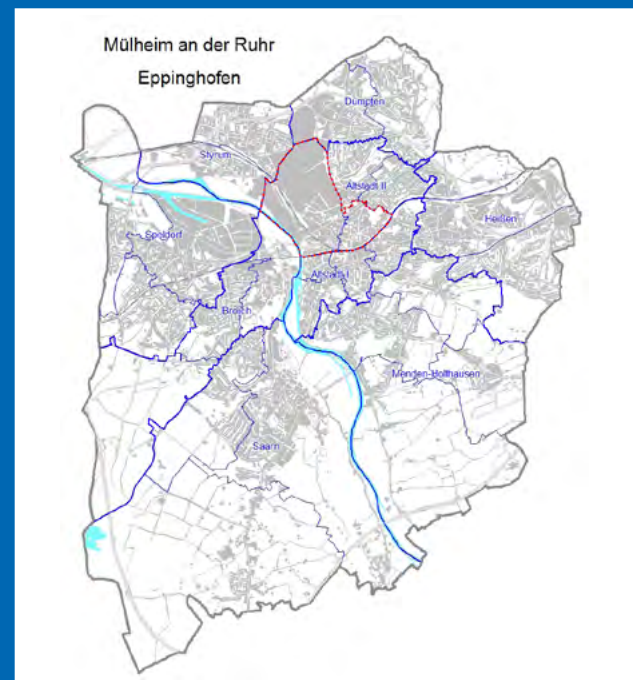 Mülheim an der Ruhr
Eppinghofen
Dümpten
Styrum
Altstadt II
Heißen
Speldorf
Altstadt I
Broich
Menden-Holthausen
Saarn